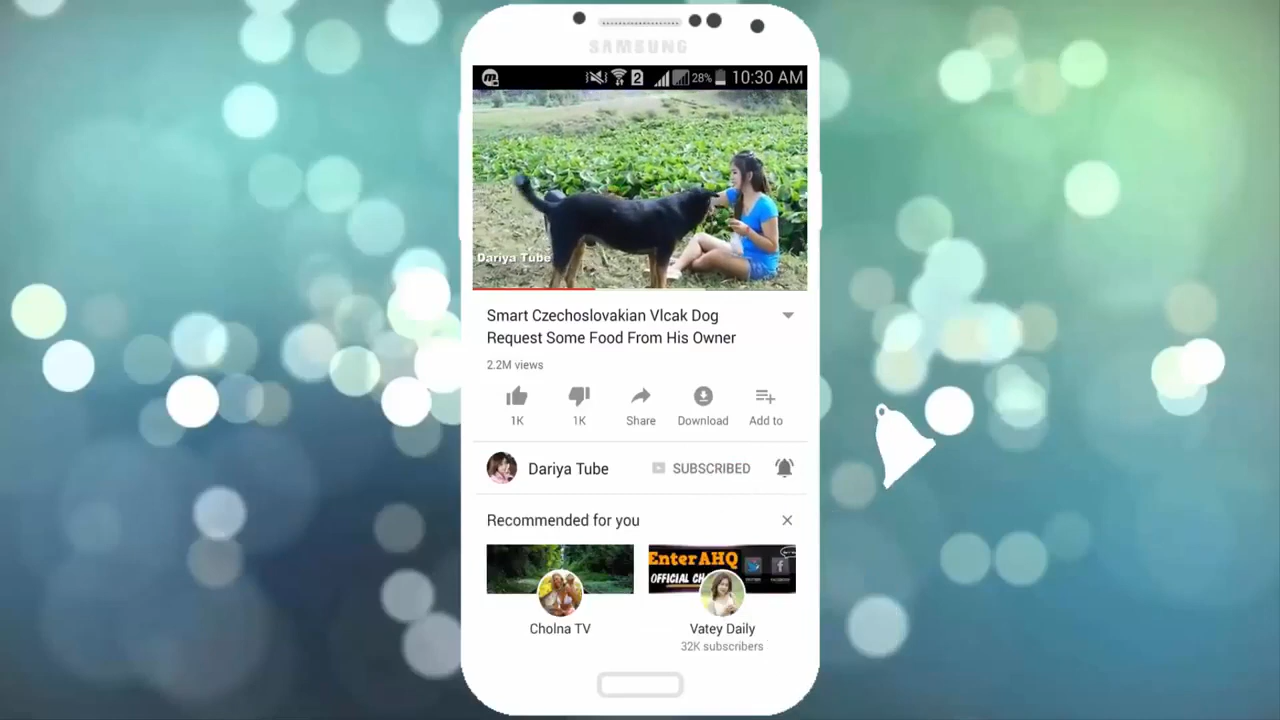 SAMSUNG
2 28% 10:30 AM
Dariya Tube
Smart Czechoslovakian Vlcak Dog
Request Some Food From His Owner
2.2M views
1K 1K Share Download Add to
Dariya Tube SUBSCRIBED
Recommended for you
EnterAHQ
OFFICIAL
Cholna TV Vatey Daily
32K subscribers